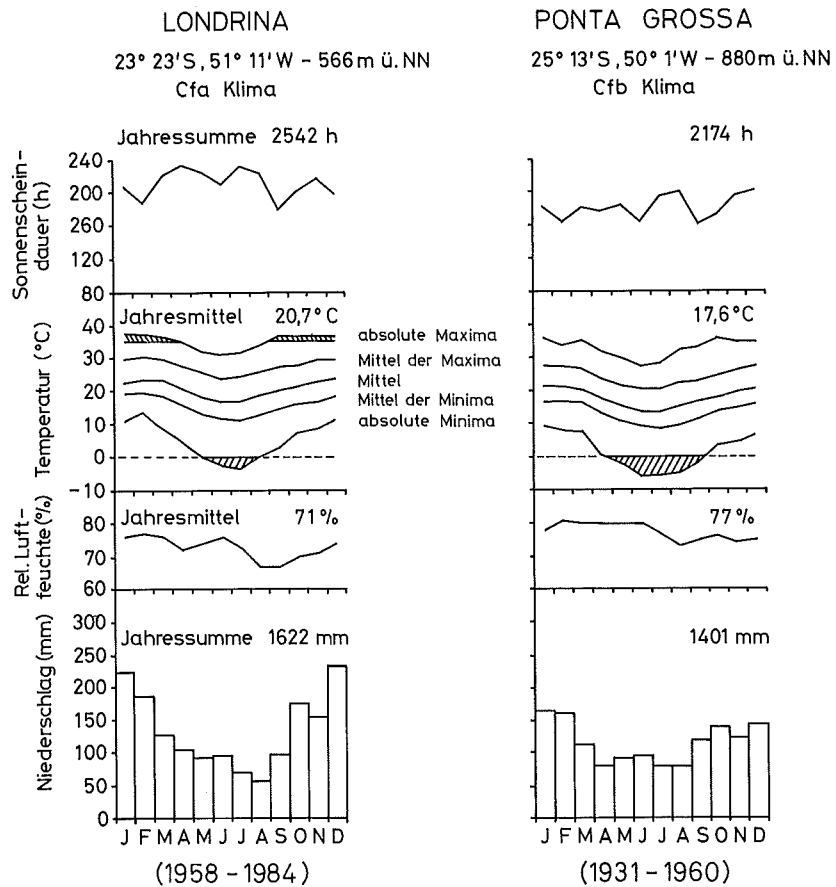 LONDRINA
23° 23'S, 51° 11'W – 566m ü.NN
Cfa Klima
PONTA GROSSA
25° 13'S, 50° 1'W – 880m ü.NN
Cfb Klima
Sonnenschein–
dauer (h)
Jahressumme 2542 h
2174 h
240
200
260
120
80
Temperatur (°C)
Jahresmittel 20,7° C
17,6°C
40
30
20
10
0
–10
absolute Maxima
Mittel der Maxima
Mittel
Mittel der Minima
absolute Minima
Rel. Luft–
feuchte(%)
Jahresmittel 71 %
77 %
80
70
60
Niederschlag (mm)
Jahressumme 1622 mm
1401 mm
300
250
200
150
100
50
0
J F M A M J J A S O N D
J F M A M J J A S O N D
(1958 – 1984)
(1931 – 1960)